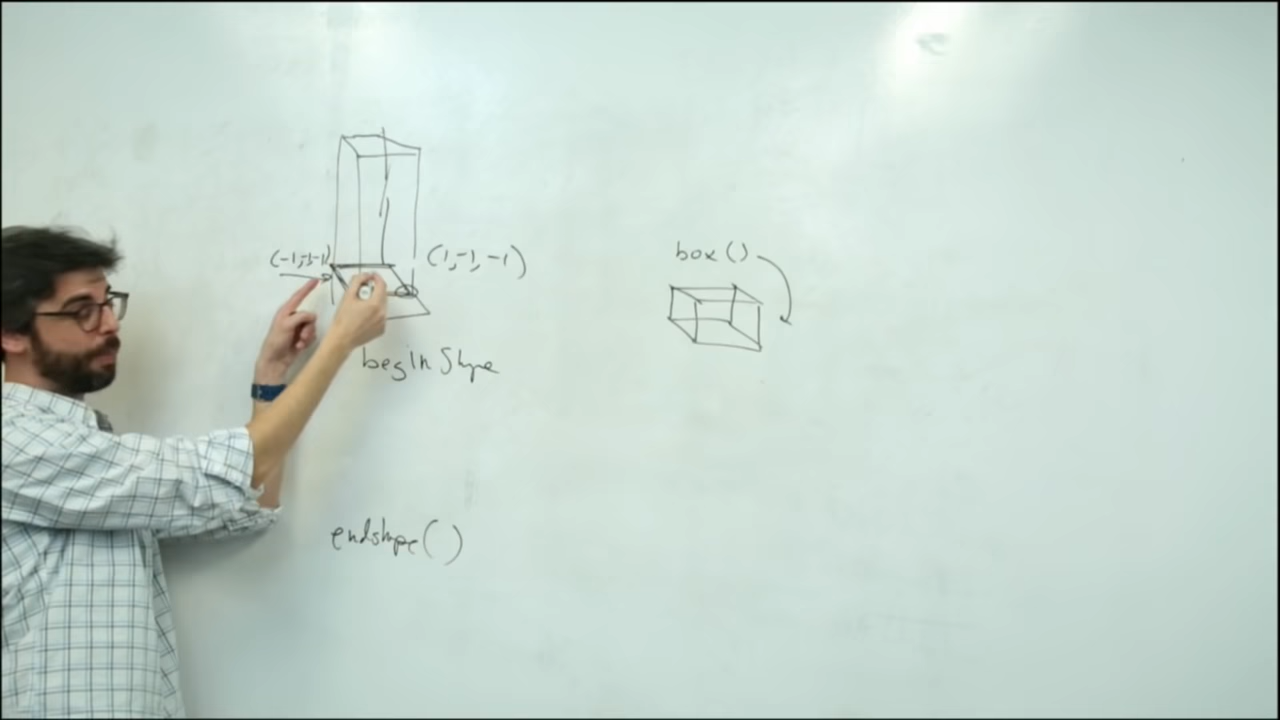 (-1,-1,-1)
(1,-1,-1)
box()
beginShape
endshape()